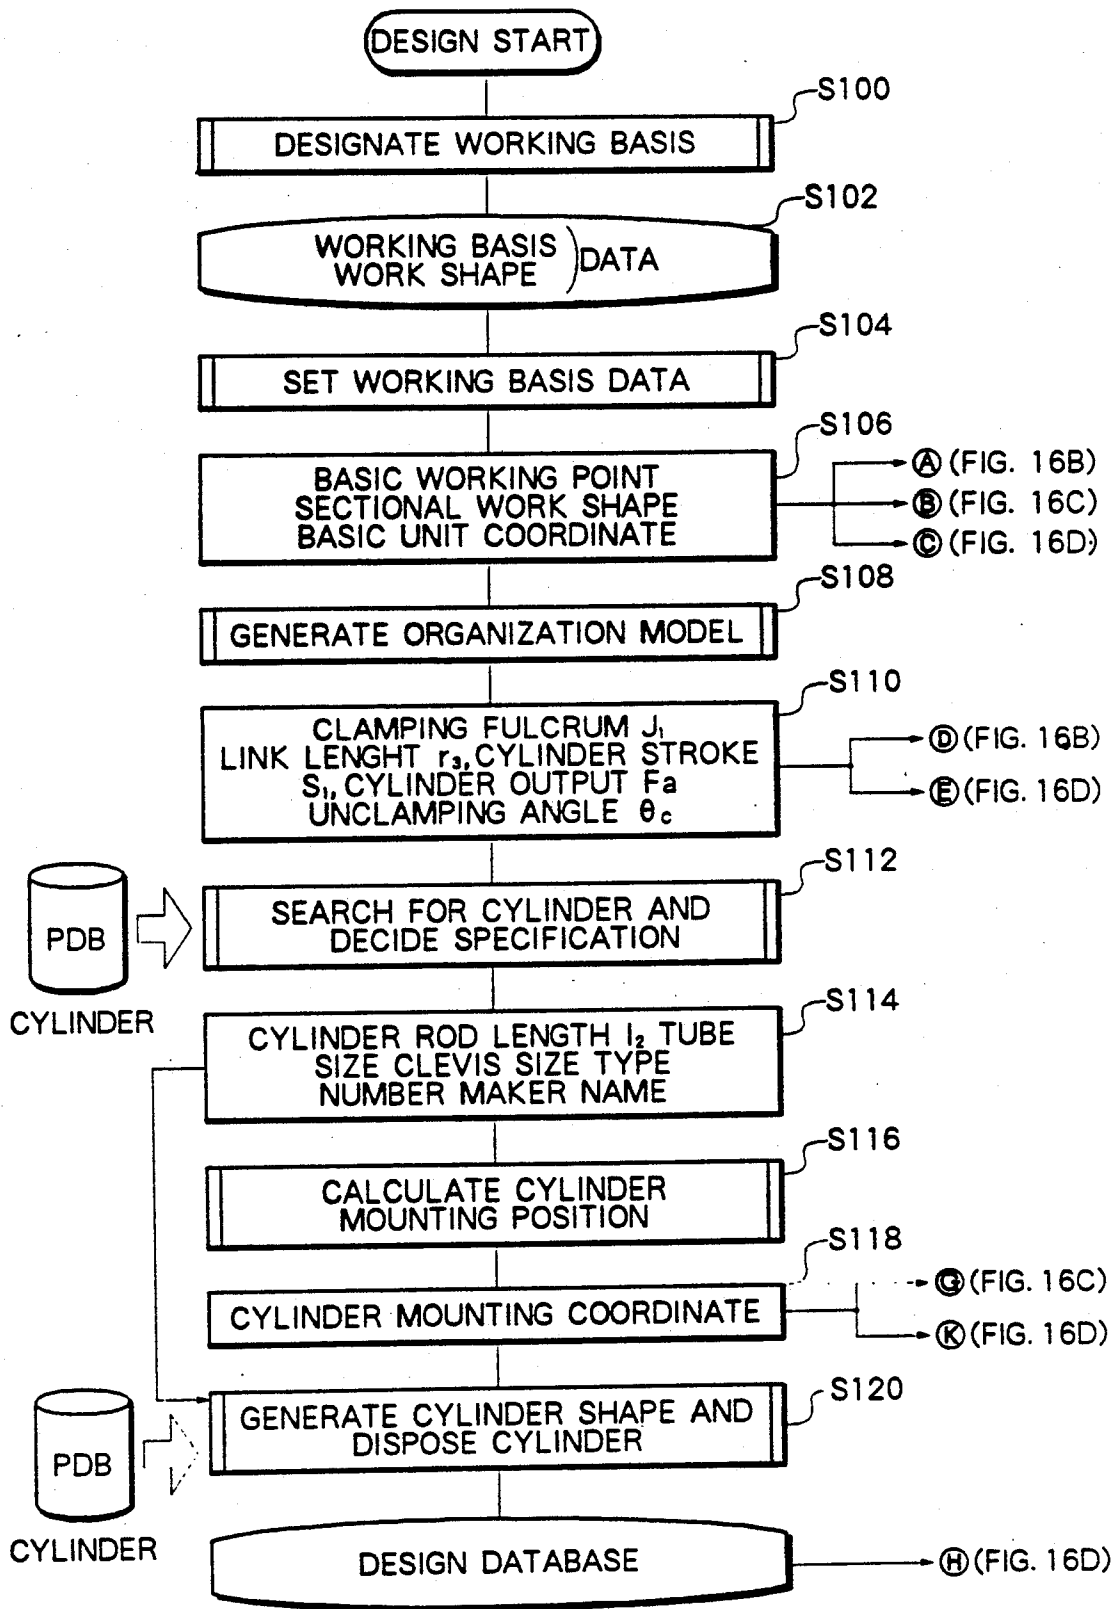 DESIGN START
S100
DESIGNATE WORKING BASIS
S102
WORKING BASIS
WORK SHAPE ) DATA
S104
SET WORKING BASIS DATA
S106
BASIC WORKING POINT
SECTIONAL WORK SHAPE
BASIC UNIT COORDINATE
Ⓐ (FIG. 16B)
Ⓑ (FIG. 16C)
Ⓒ (FIG. 16D)
S108
GENERATE ORGANIZATION MODEL
S110
CLAMPING FULCRUM J₁
LINK LENGHT r₃, CYLINDER STROKE
S₁, CYLINDER OUTPUT Fa
UNCLAMPING ANGLE θc
Ⓓ (FIG. 16B)
Ⓔ (FIG. 16D)
S112
PDB
CYLINDER
SEARCH FOR CYLINDER AND
DECIDE SPECIFICATION
S114
CYLINDER ROD LENGTH l₂ TUBE
SIZE CLEVIS SIZE TYPE
NUMBER MAKER NAME
S116
CALCULATE CYLINDER
MOUNTING POSITION
S118
CYLINDER MOUNTING COORDINATE
Ⓖ (FIG. 16C)
Ⓚ (FIG. 16D)
S120
PDB
CYLINDER
GENERATE CYLINDER SHAPE AND
DISPOSE CYLINDER
DESIGN DATABASE
Ⓗ (FIG. 16D)